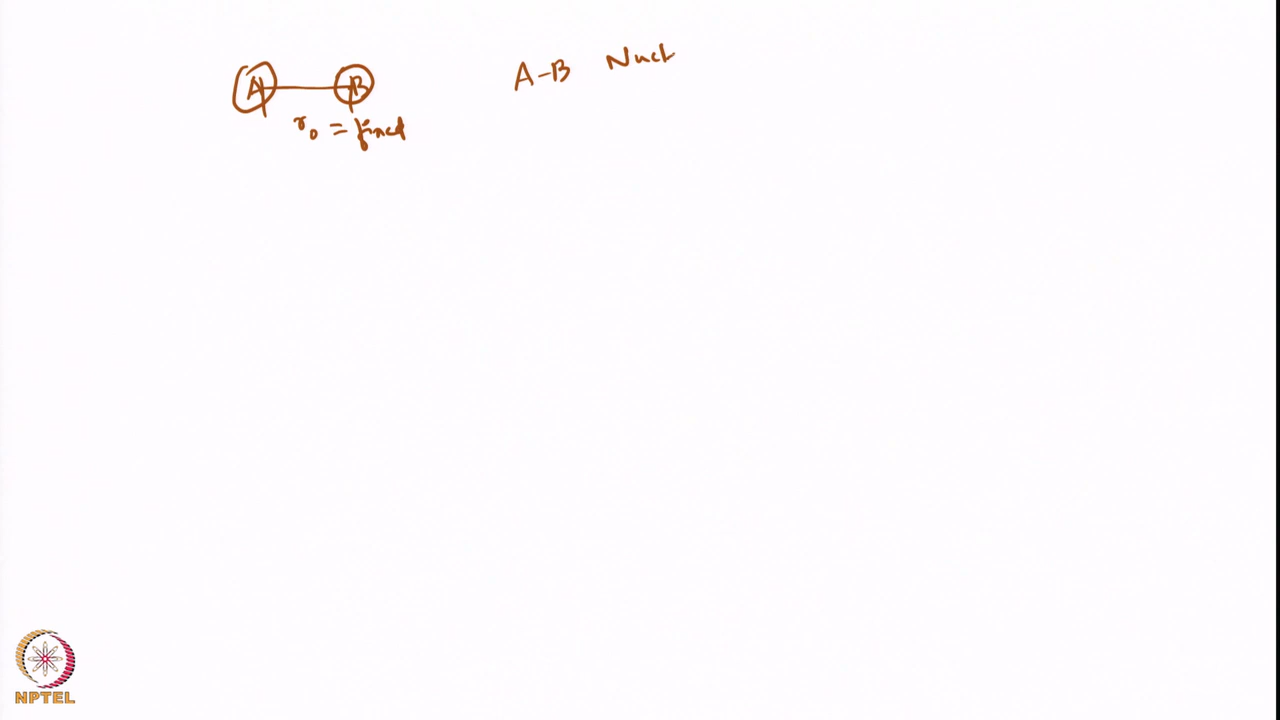 A B
r₀ = fixed
A-B Nucl
NPTEL